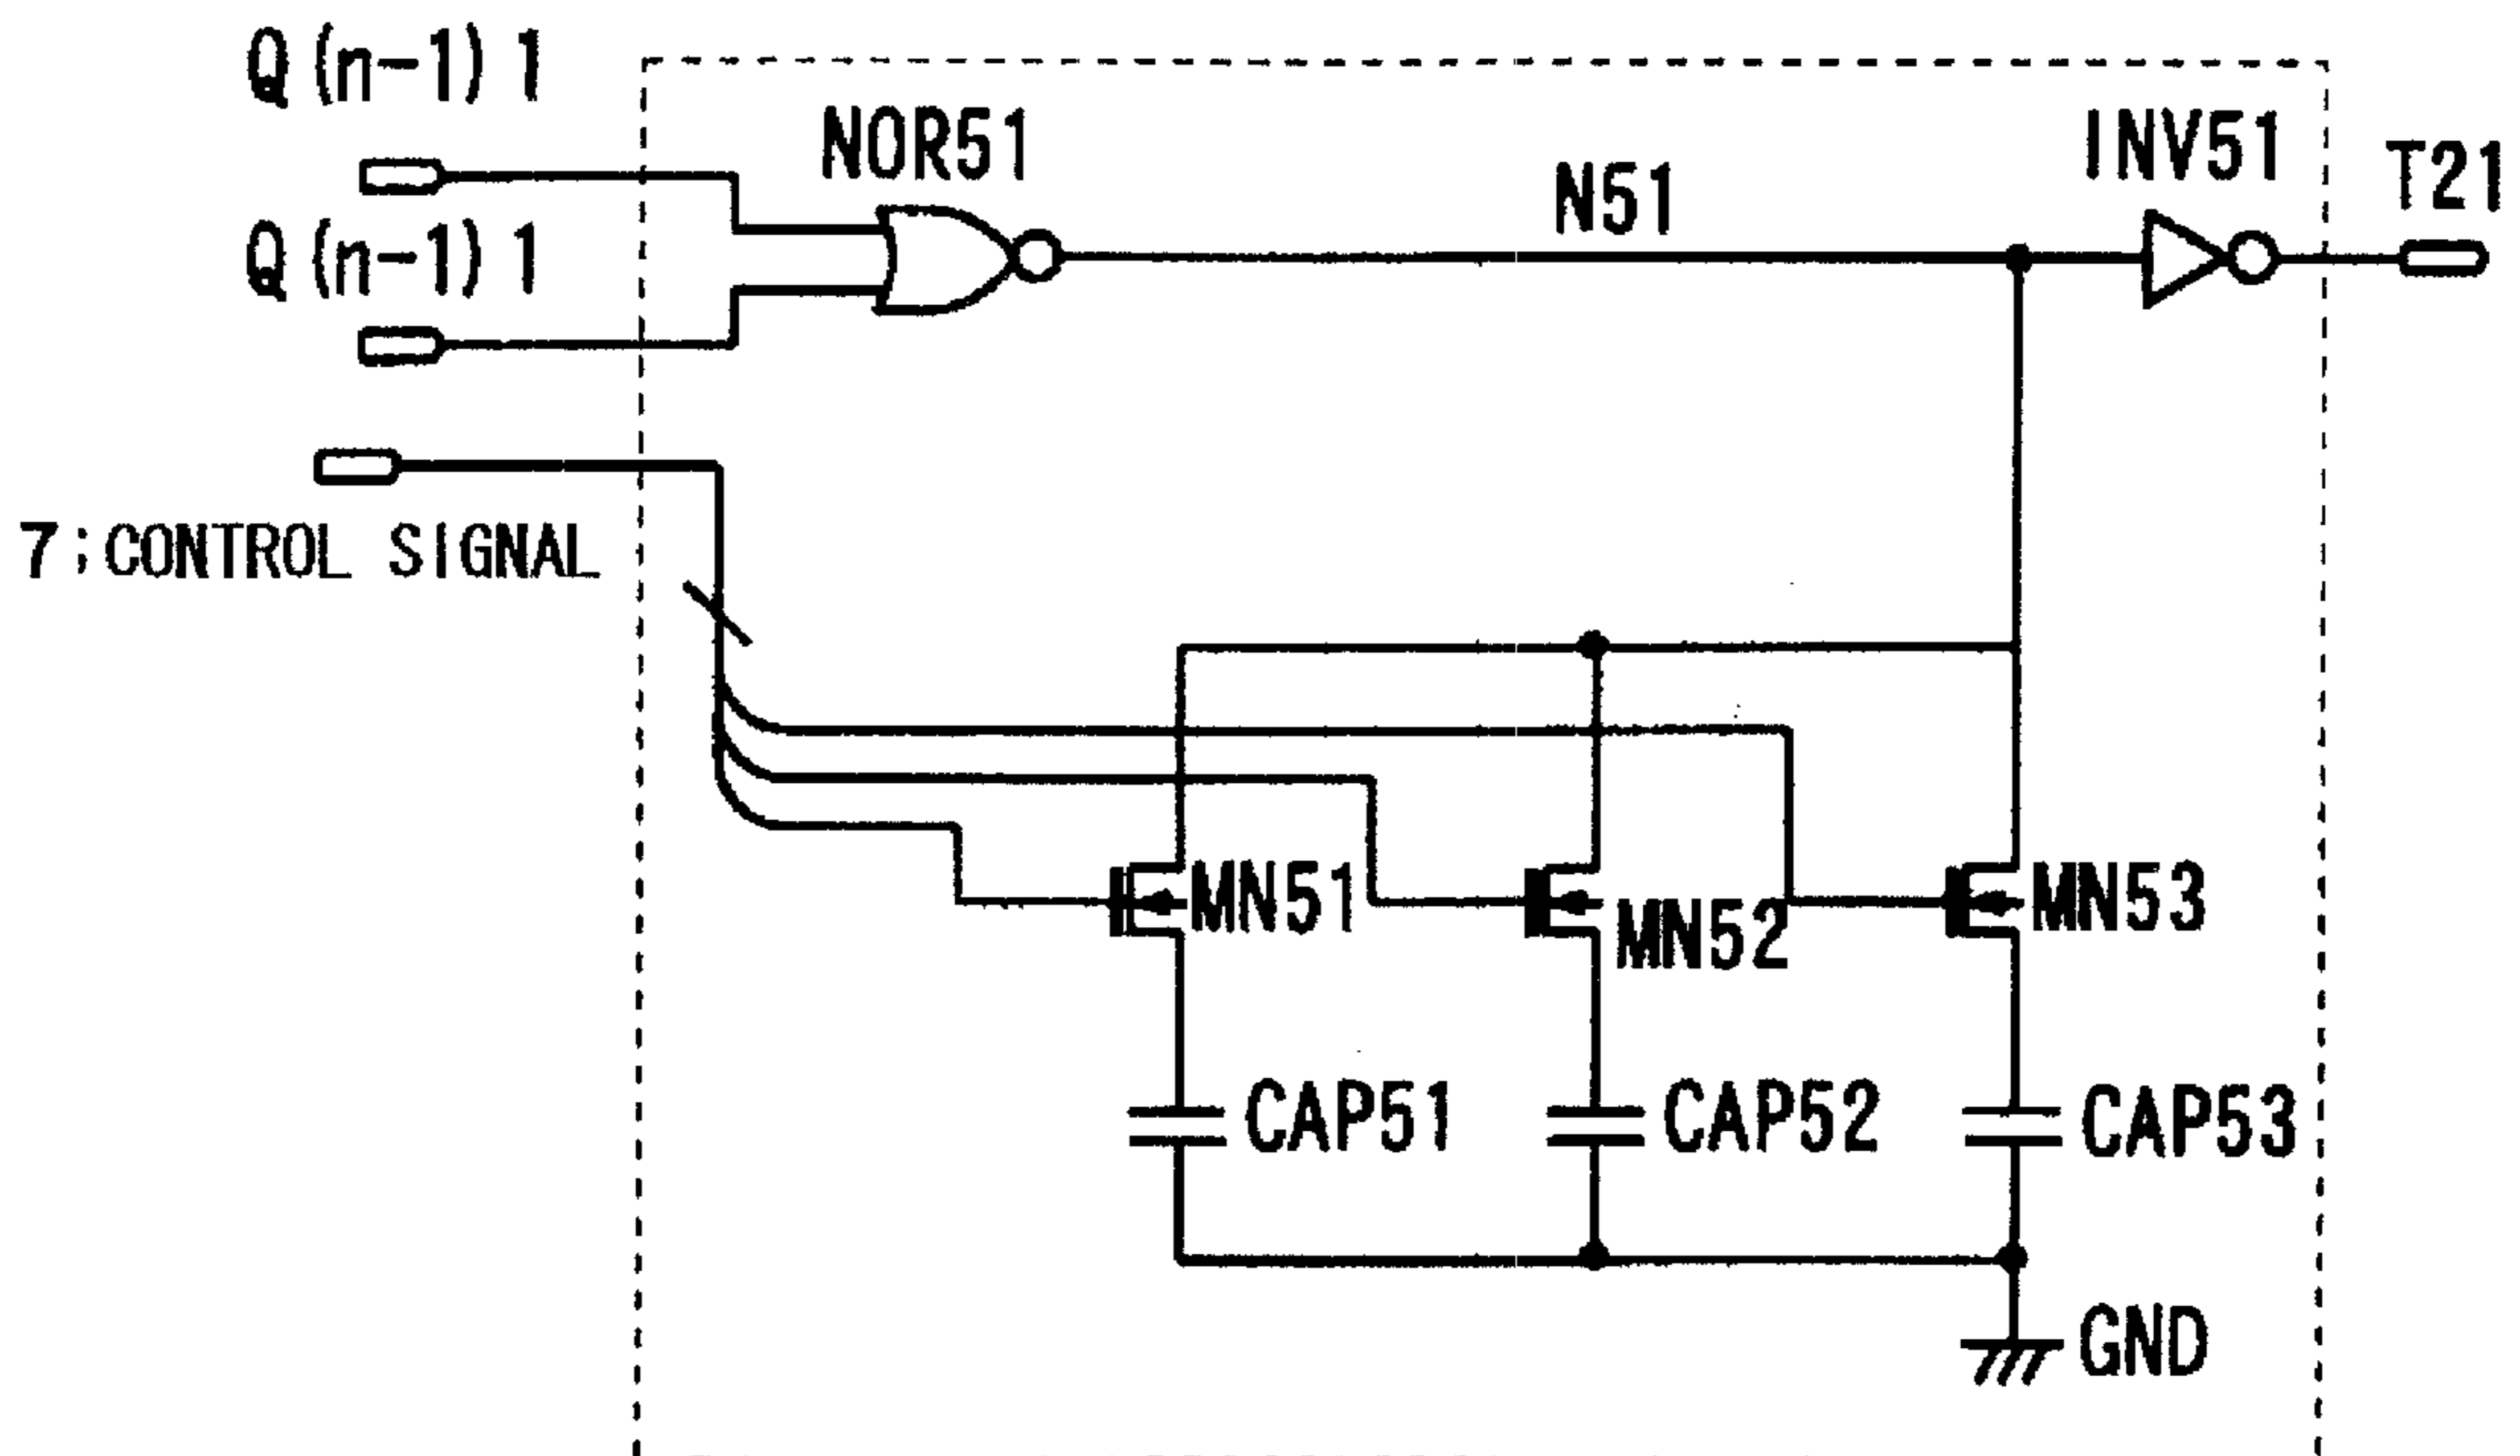 Q(n-1)1
NOR51
INV51
N51
T21
Q(n-1)1
7;CONTROL SIGNAL
MN51
MN52
MN53
CAP51
CAP52
CAP53
GND